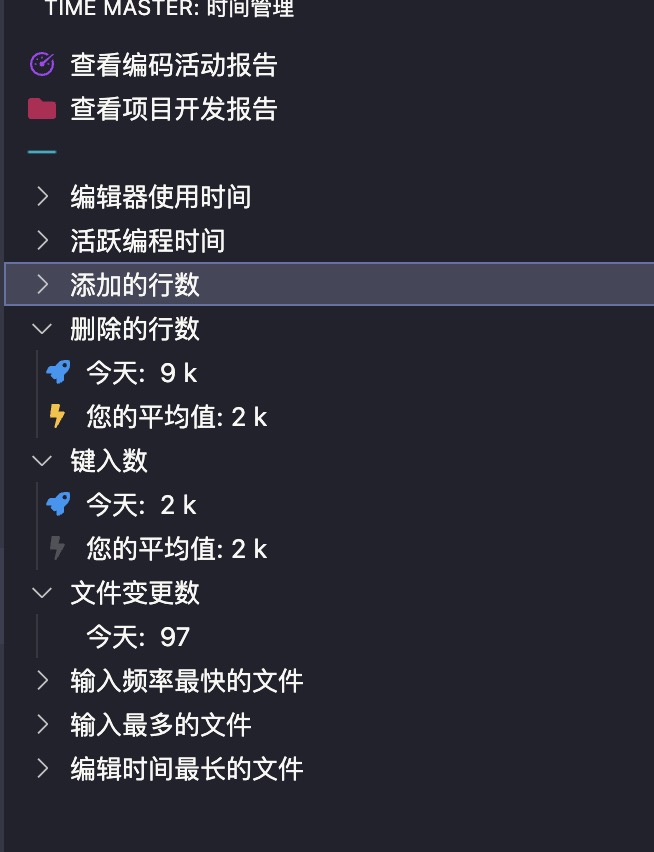 TIME MASTER: 时间管理
查看编码活动报告
查看项目开发报告
编辑器使用时间
活跃编程时间
添加的行数
删除的行数
今天: 9 k
您的平均值: 2 k
键入数
今天: 2 k
您的平均值: 2 k
文件变更数
今天: 97
输入频率最快的文件
输入最多的文件
编辑时间最长的文件